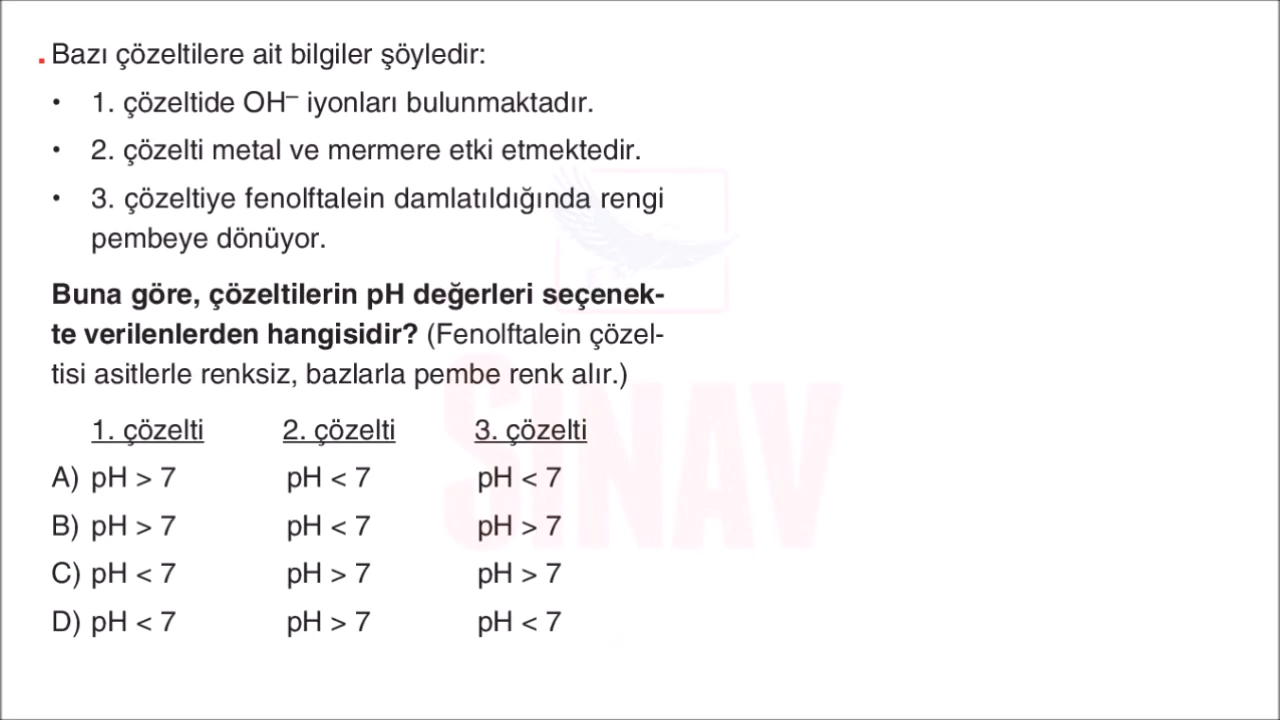 . Bazı çözeltilere ait bilgiler şöyledir:
• 1. çözeltide OH⁻ iyonları bulunmaktadır.
• 2. çözelti metal ve mermere etki etmektedir.
• 3. çözeltiye fenolftalein damlatıldığında rengi
pembeye dönüyor.
Buna göre, çözeltilerin pH değerleri seçenek-
te verilenlerden hangisidir? (Fenolftalein çözel-
tisi asitlerle renksiz, bazlarla pembe renk alır.)
1. çözelti 2. çözelti 3. çözelti
A) pH > 7 pH < 7 pH < 7
B) pH > 7 pH < 7 pH > 7
C) pH < 7 pH > 7 pH > 7
D) pH < 7 pH > 7 pH < 7
SINAV